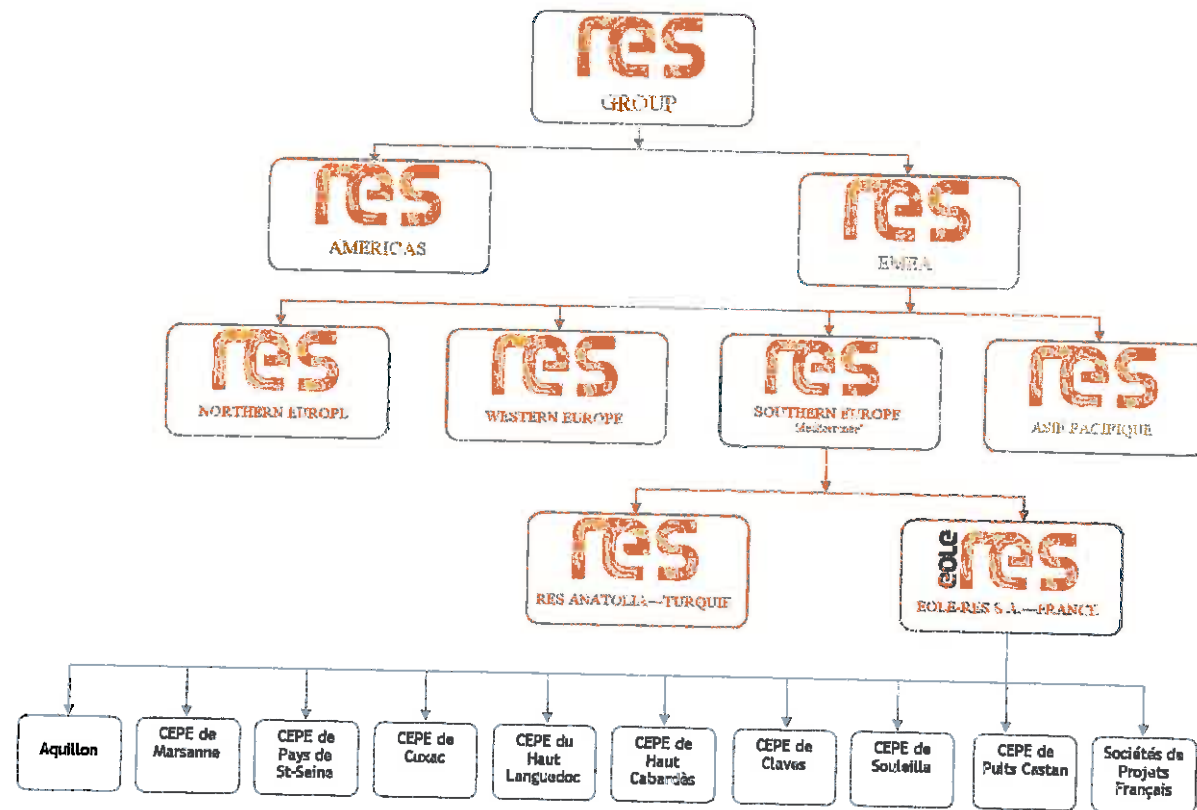 res
GROUP
res
AMERICAS
res
EMEA
res
NORTHERN EUROPE
res
WESTERN EUROPE
res
SOUTHERN EUROPE
res
ASIE PACIFIQUE
res
RES ANATOLIA—TURQUIE
eole res
EOLE-RES S.A.—FRANCE
Aquillon
CEPE de
Marsanne
CEPE de
Pays de
St-Seine
CEPE de
Cuxac
CEPE du
Haut
Languedoc
CEPE de
Haut
Cabardès
CEPE de
Claves
CEPE de
Souleilla
CEPE de
Puits Castan
Sociétés de
Projets
Français